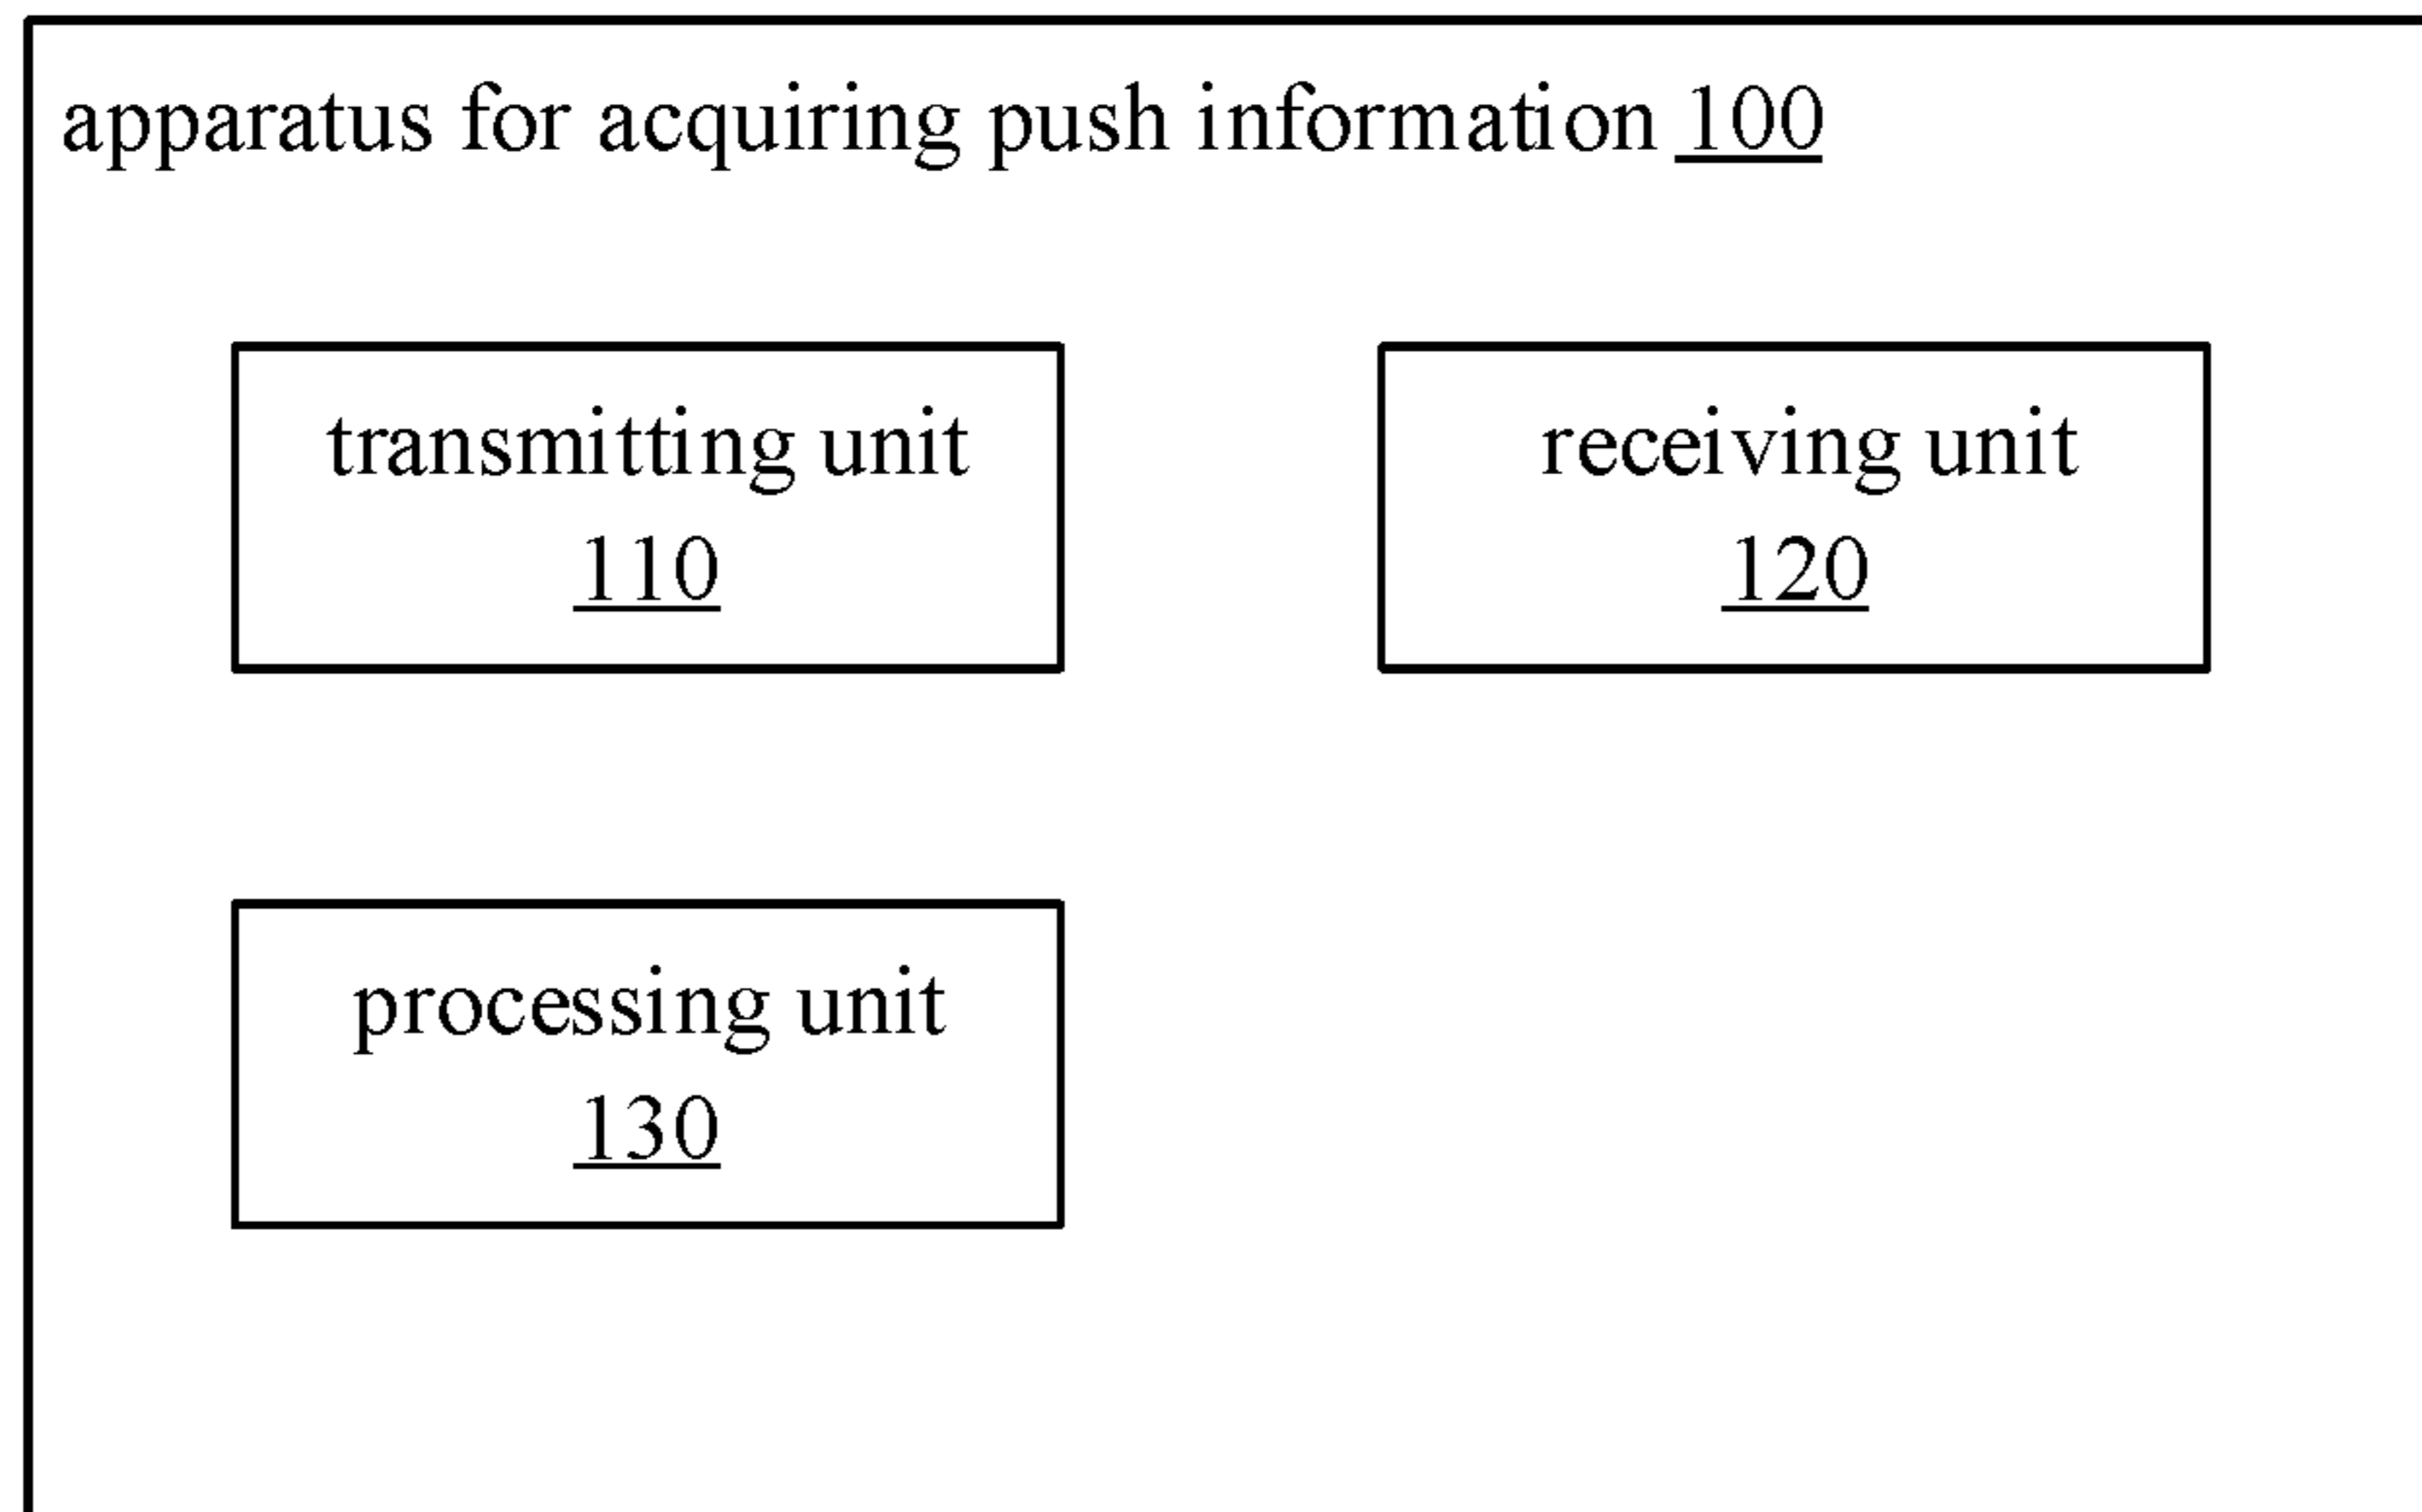 apparatus for acquiring push information 100
transmitting unit
110
receiving unit
120
processing unit
130